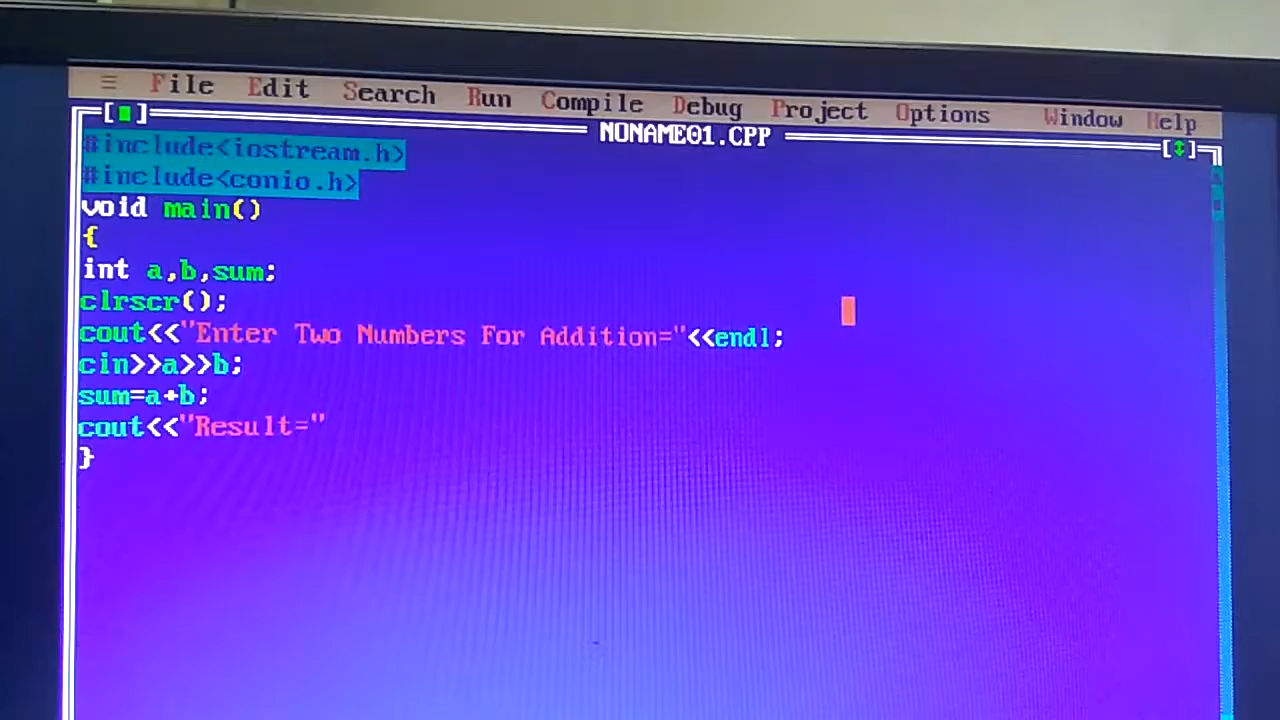 ≡ File Edit Search Run Compile Debug Project Options Window Help
[■] NONAME01.CPP [↕]
#include<iostream.h>
#include<conio.h>
void main()
{
int a,b,sum;
clrscr();
cout<<"Enter Two Numbers For Addition="<<endl;
cin>>a>>b;
sum=a+b;
cout<<"Result="
}